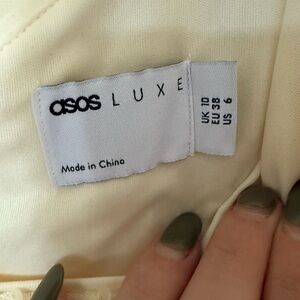 asos LUXE
Made in China
UK 10
EU 38
US 6